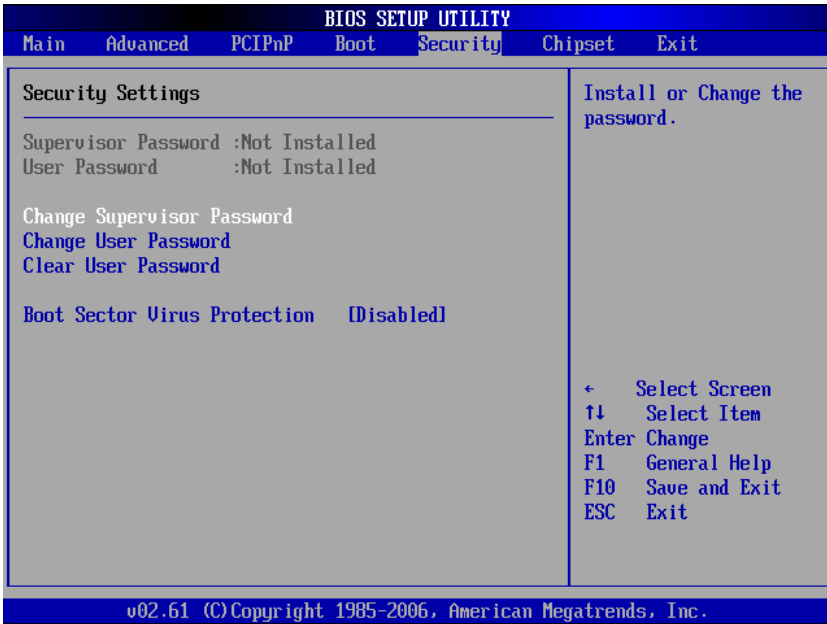 BIOS SETUP UTILITY
Main Advanced PCIPnP Boot Security Chipset Exit
Security Settings
Supervisor Password :Not Installed
User Password :Not Installed
Change Supervisor Password
Change User Password
Clear User Password
Boot Sector Virus Protection [Disabled]
Install or Change the
password.
← Select Screen
↑↓ Select Item
Enter Change
F1 General Help
F10 Save and Exit
ESC Exit
v02.61 (C)Copyright 1985-2006, American Megatrends, Inc.